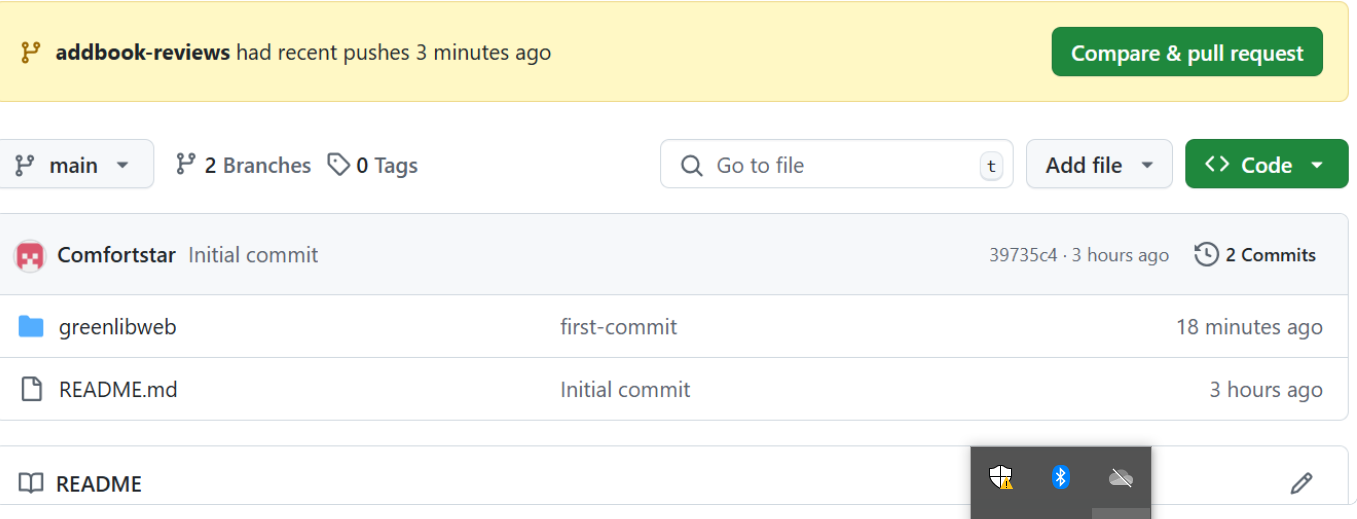 addbook-reviews had recent pushes 3 minutes ago
Compare & pull request
main
2 Branches
0 Tags
Go to file
t
Add file
Code
Comfortstar Initial commit
39735c4 · 3 hours ago
2 Commits
greenlibweb
first-commit
18 minutes ago
README.md
Initial commit
3 hours ago
README